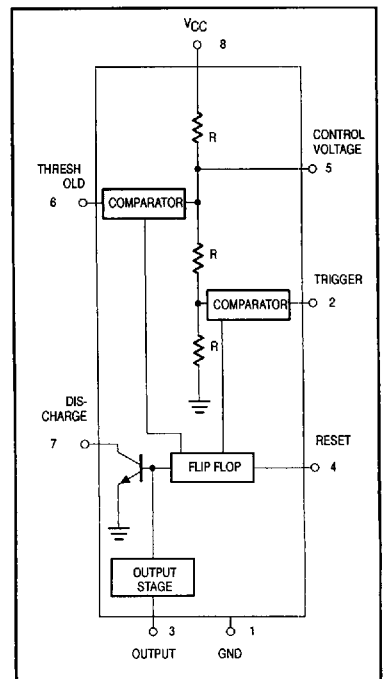 VCC
8
R
CONTROL
VOLTAGE
5
THRESH
OLD
6
COMPARATOR
R
TRIGGER
COMPARATOR
2
R
DIS-
CHARGE
7
RESET
FLIP FLOP
4
OUTPUT
STAGE
3
1
OUTPUT
GND